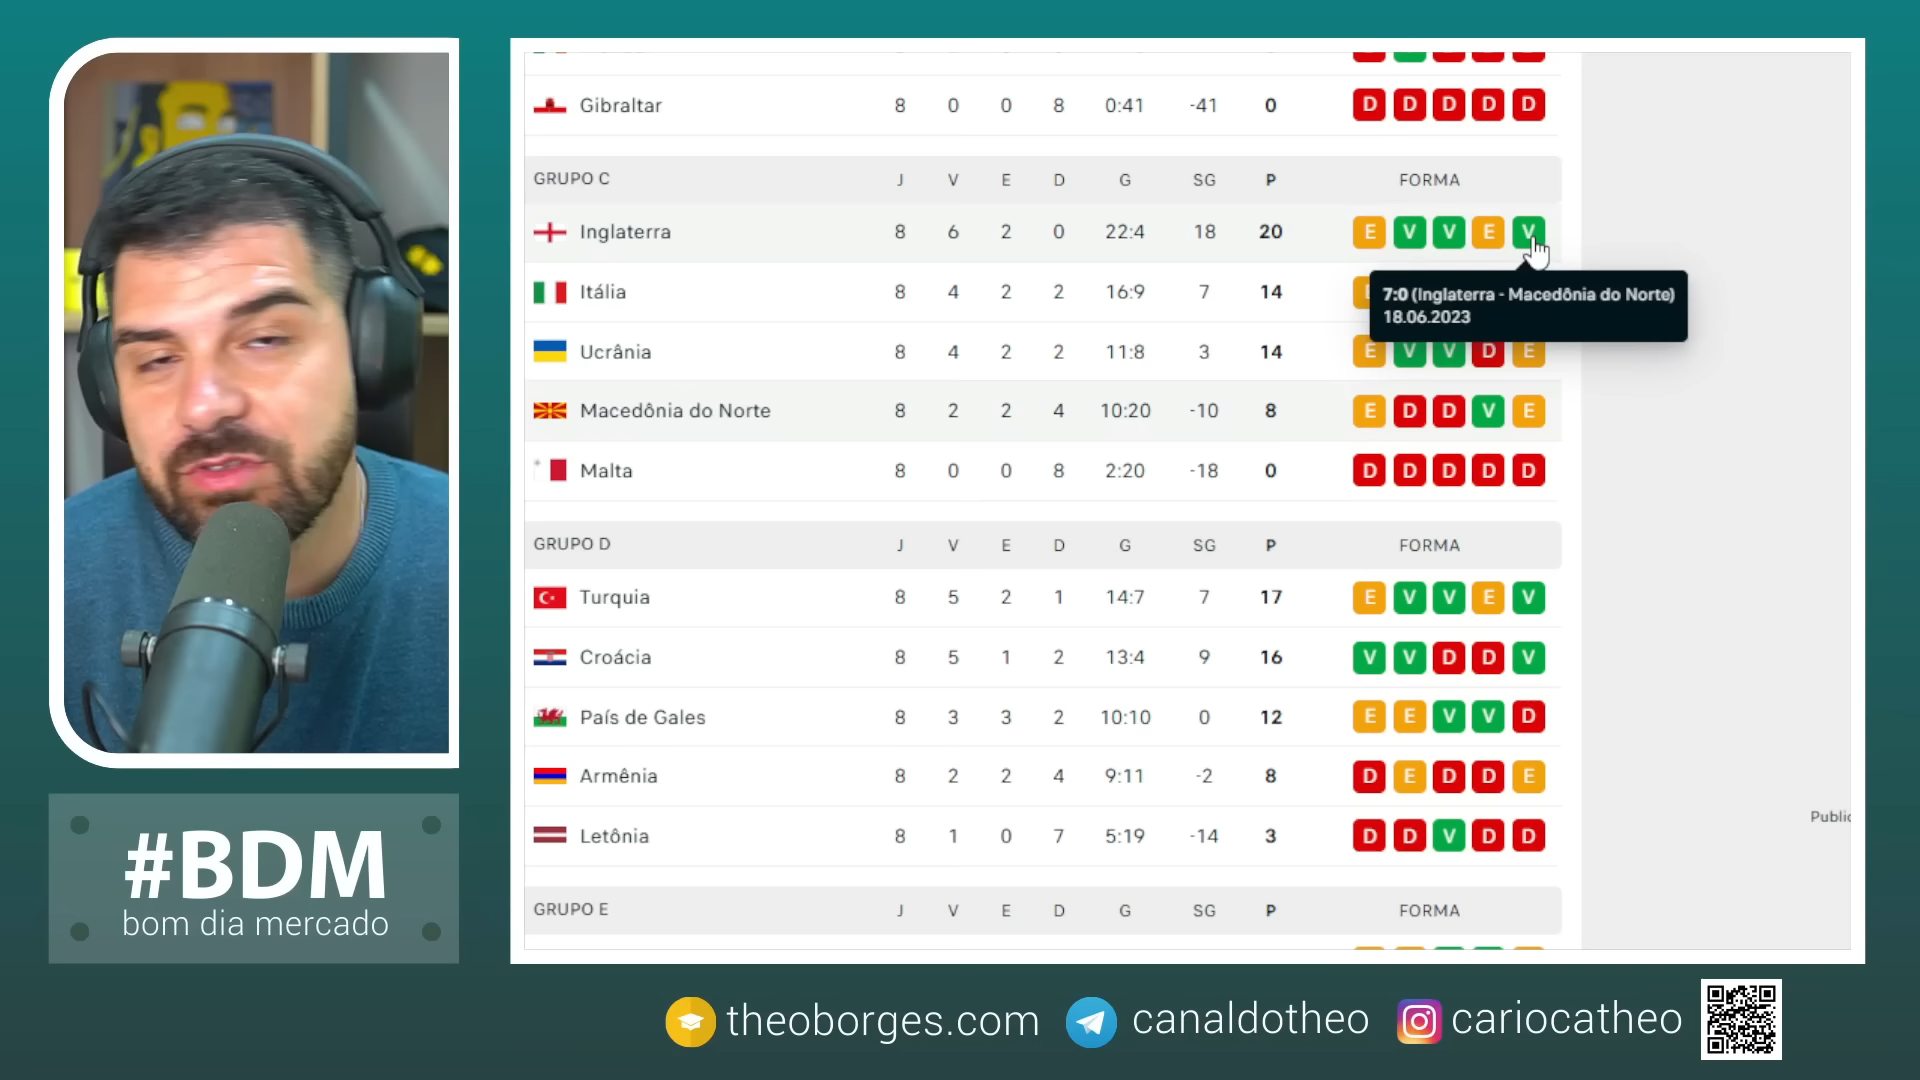 Gibraltar 8 0 0 8 0:41 -41 0 D D D D D
GRUPO C J V E D G SG P FORMA
Inglaterra 8 6 2 0 22:4 18 20 E V V E V
Itália 8 4 2 2 16:9 7 14
7:0 (Inglaterra - Macedônia do Norte)
18.06.2023
Ucrânia 8 4 2 2 11:8 3 14 E V V D E
Macedônia do Norte 8 2 2 4 10:20 -10 8 E D D V E
Malta 8 0 0 8 2:20 -18 0 D D D D D
GRUPO D J V E D G SG P FORMA
Turquia 8 5 2 1 14:7 7 17 E V V E V
Croácia 8 5 1 2 13:4 9 16 V V D D V
País de Gales 8 3 3 2 10:10 0 12 E E V V D
Armênia 8 2 2 4 9:11 -2 8 D E D D E
Letônia 8 1 0 7 5:19 -14 3 D D V D D
GRUPO E J V E D G SG P FORMA
Public
#BDM
bom dia mercado
theoborges.com canaldotheo cariocatheo